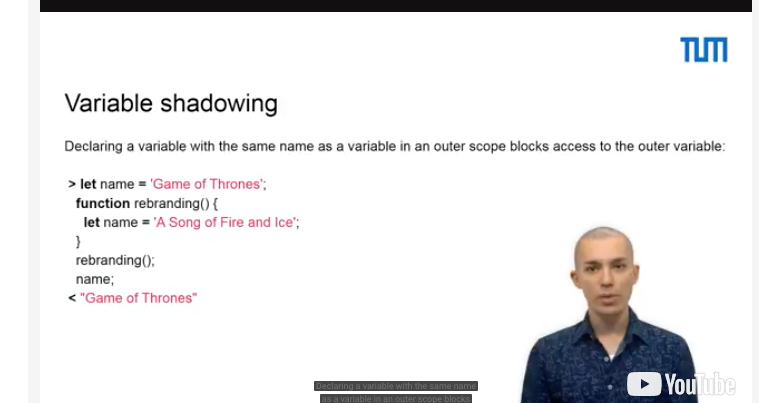 TUM
Variable shadowing
Declaring a variable with the same name as a variable in an outer scope blocks access to the outer variable:
> let name = 'Game of Thrones';
function rebranding() {
let name = 'A Song of Fire and Ice';
}
rebranding();
name;
< "Game of Thrones"
YouTube
Declaring a variable with the same name
as a variable in an outer scope blocks